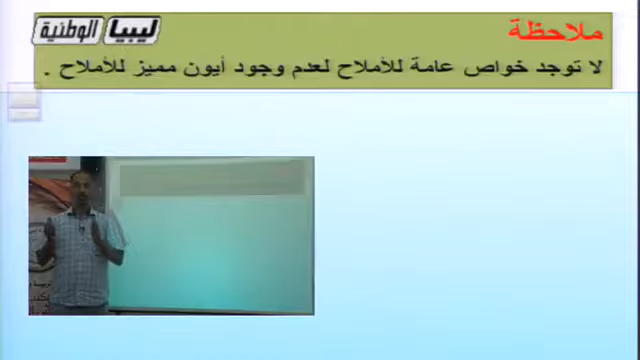 ملاحظة
ليبيا الوطنية
لا توجد خواص عامة للأملاح لعدم وجود أيون مميز للأملاح .